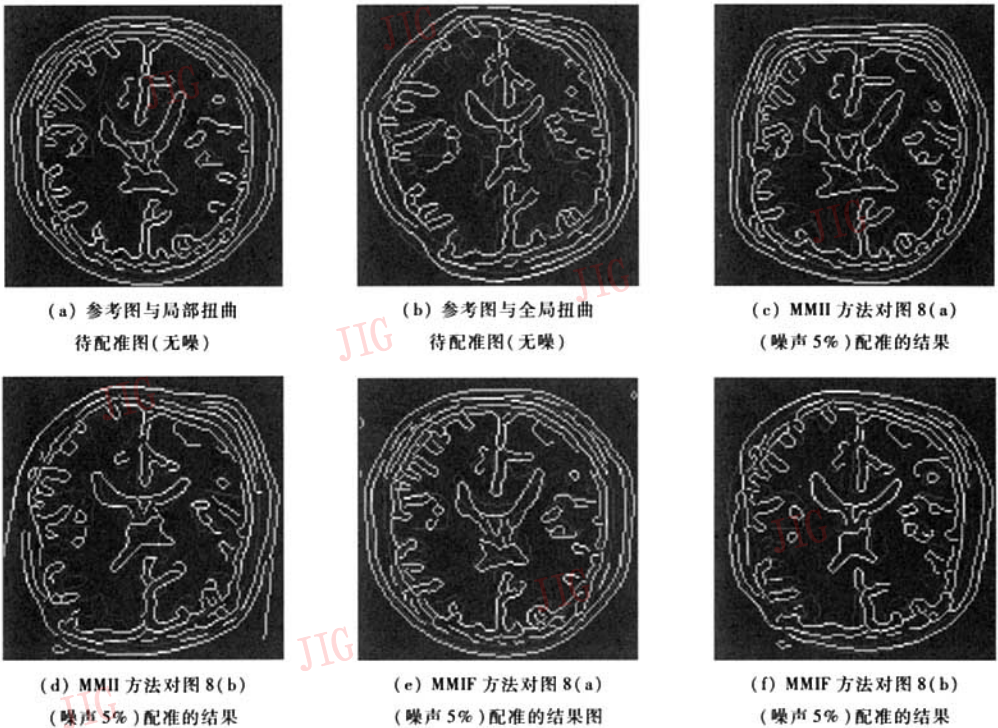 JIG
JIG
(a) 参考图与局部扭曲
待配准图(无噪)
JIG
(b) 参考图与全局扭曲
待配准图(无噪)
JIG
JIG
(c) MMII 方法对图 8(a)
(噪声 5%)配准的结果
JIG
JIG
(d) MMII 方法对图 8(b)
(噪声 5%)配准的结果
JIG
JIG
(e) MMIF 方法对图 8(a)
(噪声 5%)配准的结果图
JIG
JIG
(f) MMIF 方法对图 8(b)
(噪声 5%)配准的结果